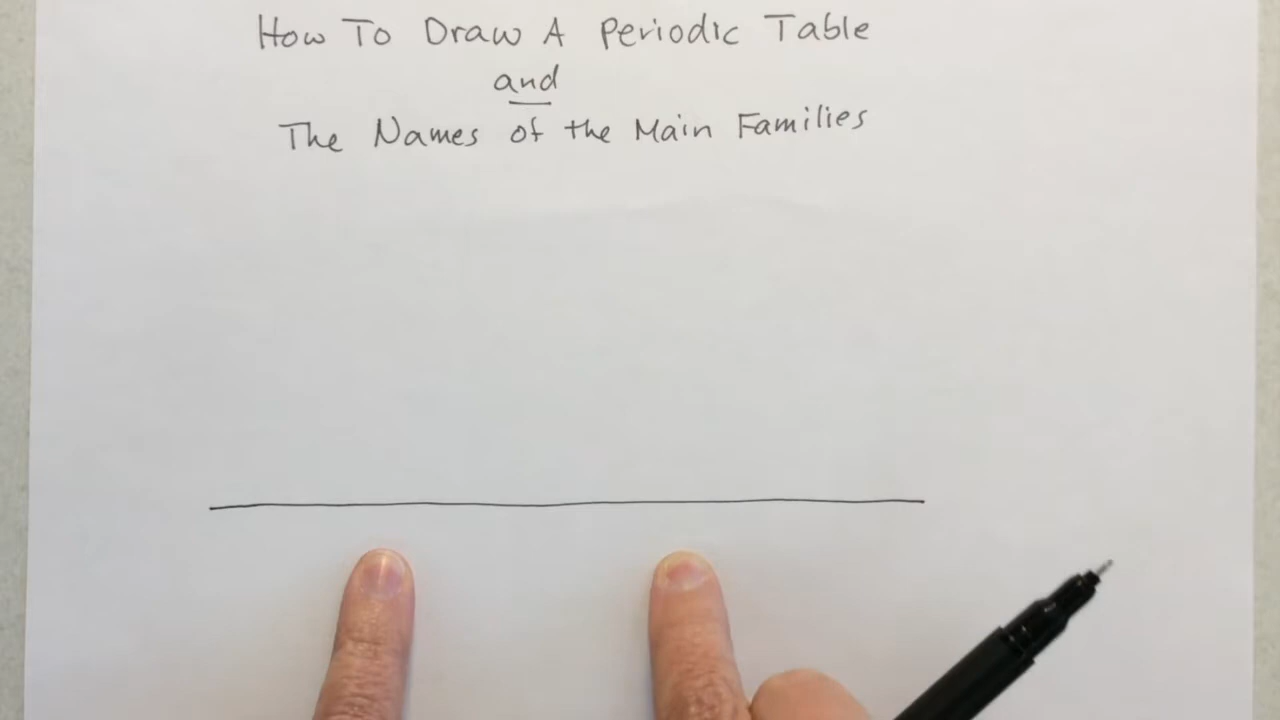 How To Draw A Periodic Table
and
The Names of the Main Families